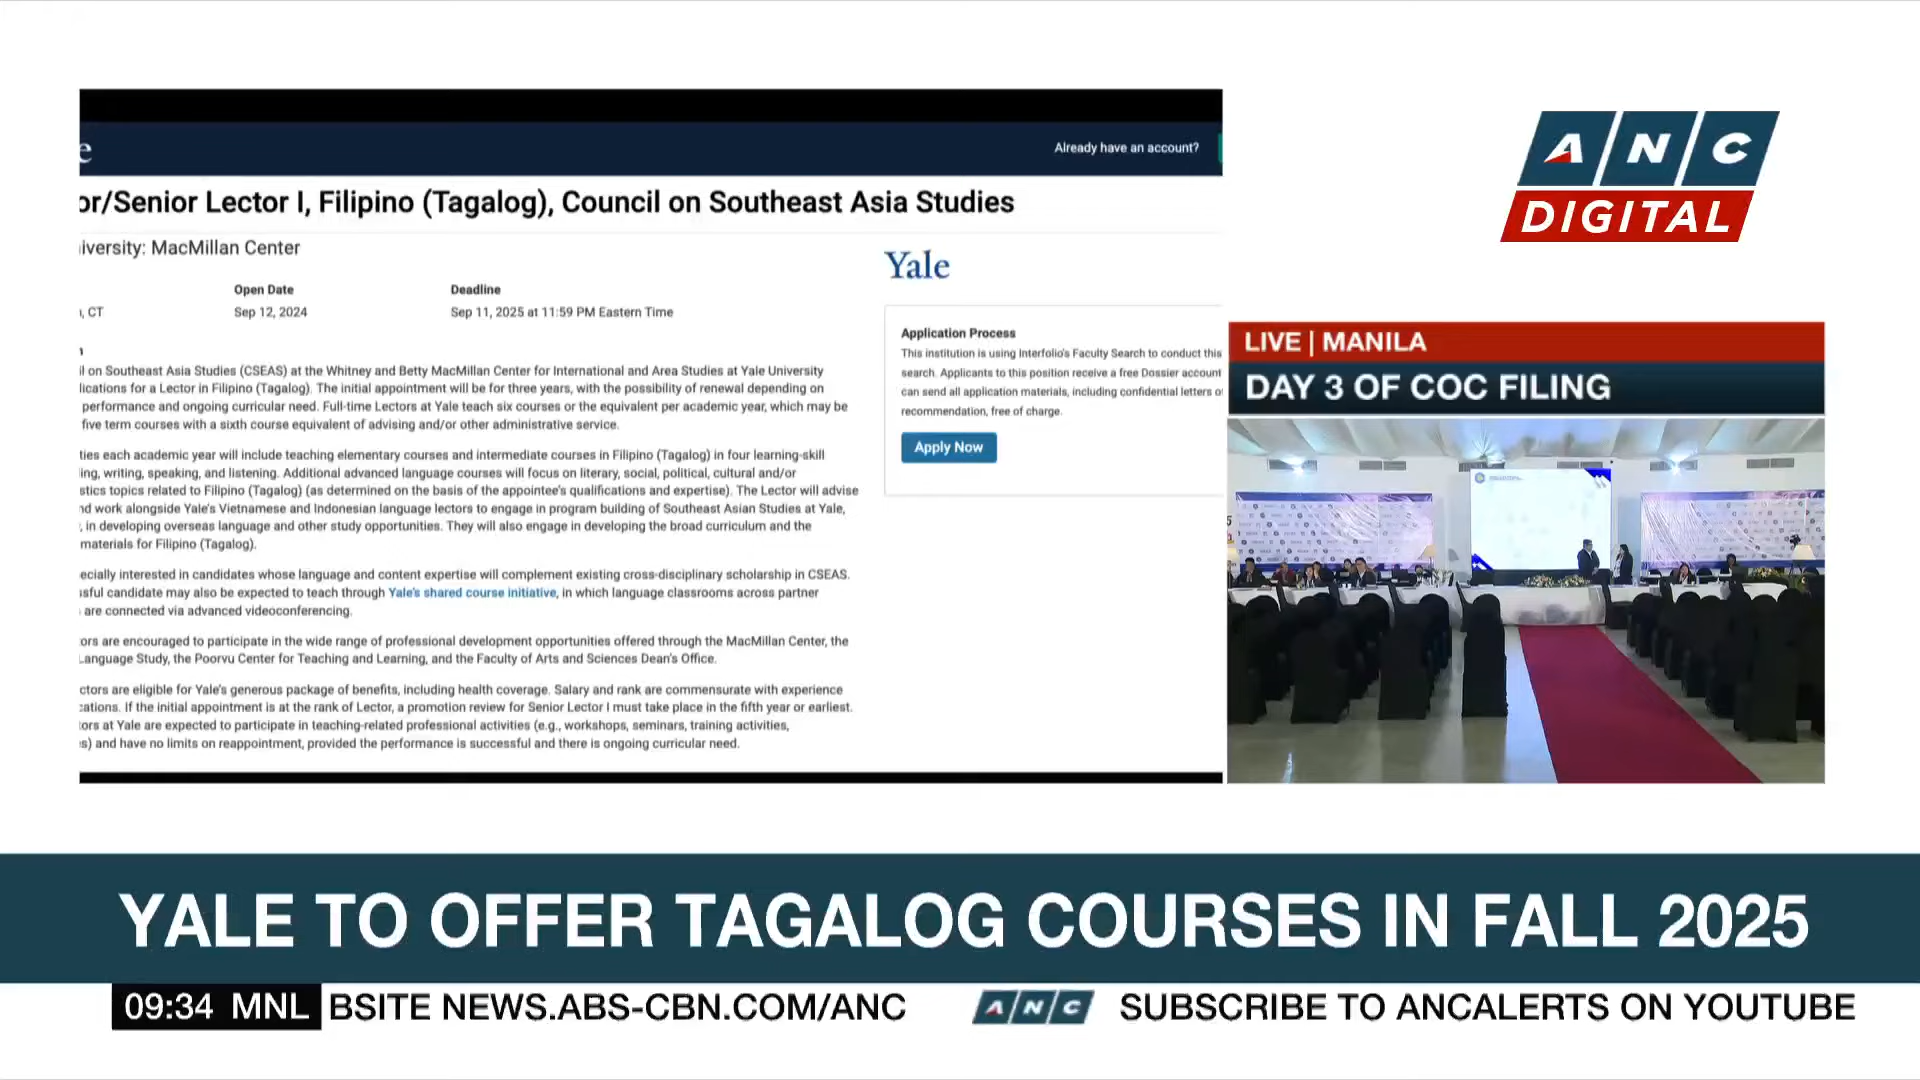 e
Already have an account?
or/Senior Lector I, Filipino (Tagalog), Council on Southeast Asia Studies
iversity: MacMillan Center
Open Date
Deadline
, CT
Sep 12, 2024
Sep 11, 2025 at 11:59 PM Eastern Time
n
il on Southeast Asia Studies (CSEAS) at the Whitney and Betty MacMillan Center for International and Area Studies at Yale University
lications for a Lector in Filipino (Tagalog). The initial appointment will be for three years, with the possibility of renewal depending on
performance and ongoing curricular need. Full-time Lectors at Yale teach six courses or the equivalent per academic year, which may be
five term courses with a sixth course equivalent of advising and/or other administrative service.
ties each academic year will include teaching elementary courses and intermediate courses in Filipino (Tagalog) in four learning-skill
ing, writing, speaking, and listening. Additional advanced language courses will focus on literary, social, political, cultural and/or
stics topics related to Filipino (Tagalog) (as determined on the basis of the appointee's qualifications and expertise). The Lector will advise
nd work alongside Yale's Vietnamese and Indonesian language lectors to engage in program building of Southeast Asian Studies at Yale,
, in developing overseas language and other study opportunities. They will also engage in developing the broad curriculum and the
materials for Filipino (Tagalog).
ecially interested in candidates whose language and content expertise will complement existing cross-disciplinary scholarship in CSEAS.
sful candidate may also be expected to teach through Yale's shared course initiative, in which language classrooms across partner
are connected via advanced videoconferencing.
ors are encouraged to participate in the wide range of professional development opportunities offered through the MacMillan Center, the
Language Study, the Poorvu Center for Teaching and Learning, and the Faculty of Arts and Sciences Dean's Office.
ctors are eligible for Yale's generous package of benefits, including health coverage. Salary and rank are commensurate with experience
cations. If the initial appointment is at the rank of Lector, a promotion review for Senior Lector I must take place in the fifth year or earliest.
ors at Yale are expected to participate in teaching-related professional activities (e.g., workshops, seminars, training activities,
s) and have no limits on reappointment, provided the performance is successful and there is ongoing curricular need.
Yale
Application Process
This institution is using Interfolio's Faculty Search to conduct this
search. Applicants to this position receive a free Dossier account
can send all application materials, including confidential letters o
recommendation, free of charge.
Apply Now
ANC
DIGITAL
LIVE | MANILA
DAY 3 OF COC FILING
YALE TO OFFER TAGALOG COURSES IN FALL 2025
09:34 MNL
BSITE NEWS.ABS-CBN.COM/ANC
ANC
SUBSCRIBE TO ANCALERTS ON YOUTUBE